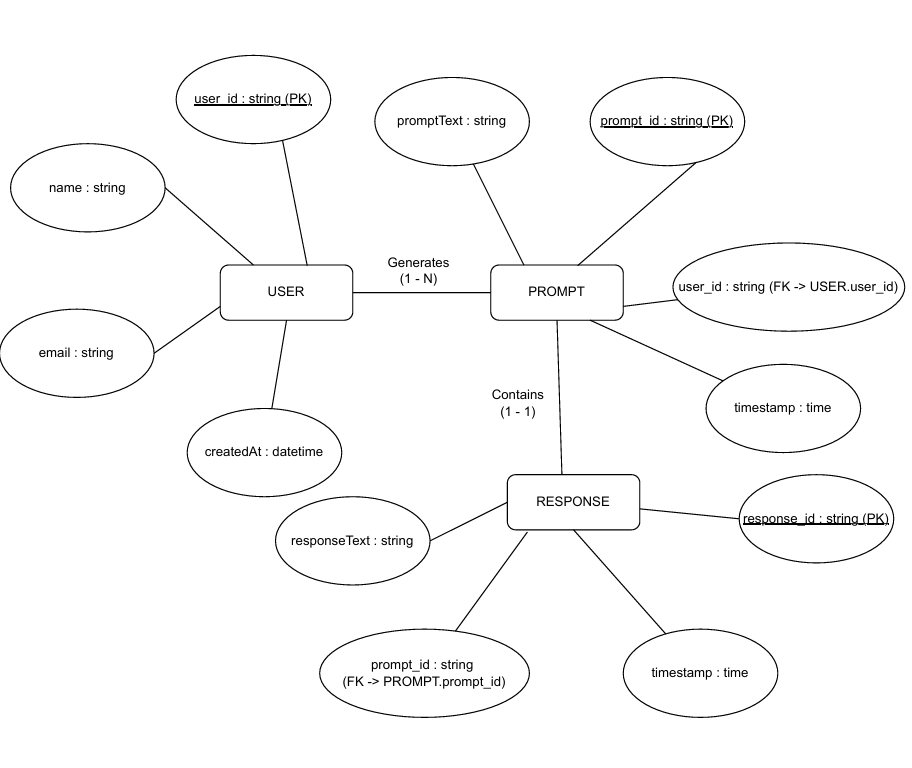 user_id : string (PK)
promptText : string
prompt_id : string (PK)
name : string
Generates
(1 - N)
USER
PROMPT
user_id : string (FK -> USER.user_id)
email : string
Contains
(1 - 1)
timestamp : time
createdAt : datetime
RESPONSE
response_id : string (PK)
responseText : string
prompt_id : string
(FK -> PROMPT.prompt_id)
timestamp : time